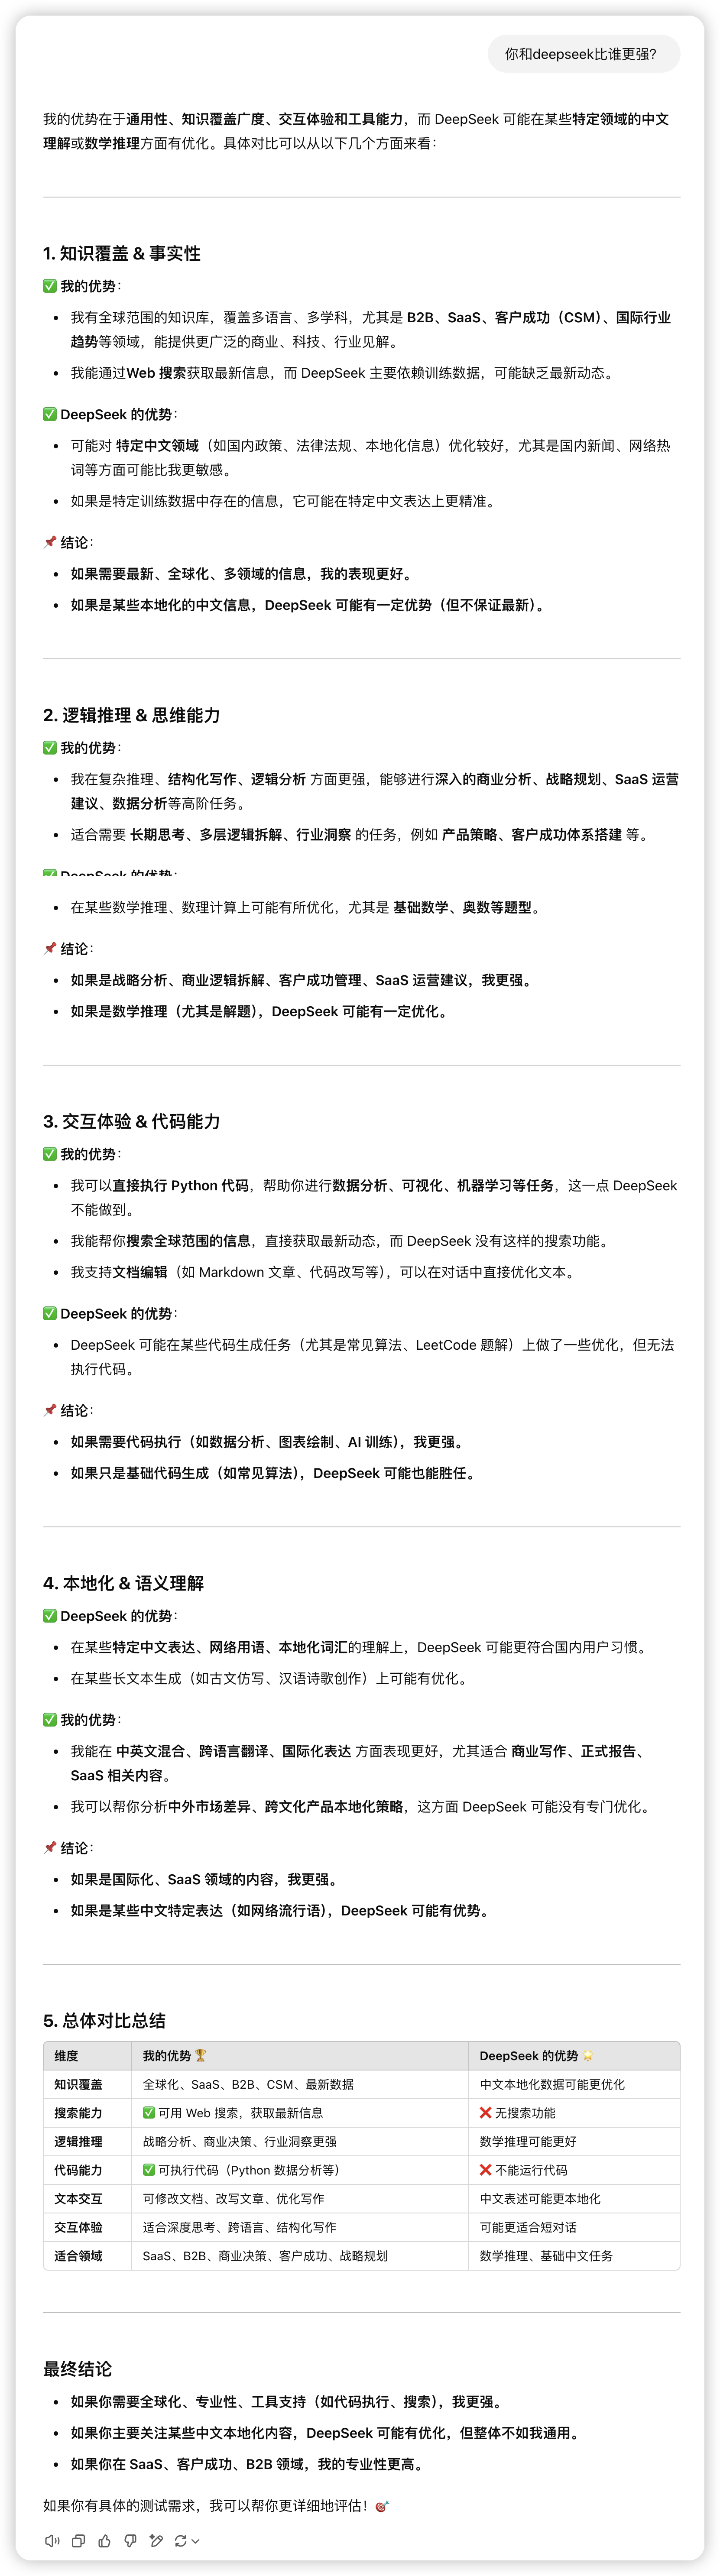 你和deepseek比谁更强？
我的优势在于通用性、知识覆盖广度、交互体验和工具能力，而 DeepSeek 可能在某些特定领域的中文
理解或数学推理方面有优化。具体对比可以从以下几个方面来看：
1. 知识覆盖 & 事实性
✅ 我的优势：
• 我有全球范围的知识库，覆盖多语言、多学科，尤其是 B2B、SaaS、客户成功（CSM）、国际行业
趋势等领域，能提供更广泛的商业、科技、行业见解。
• 我能通过Web 搜索获取最新信息，而 DeepSeek 主要依赖训练数据，可能缺乏最新动态。
✅ DeepSeek 的优势：
• 可能对 特定中文领域（如国内政策、法律法规、本地化信息）优化较好，尤其是国内新闻、网络热
词等方面可能比我更敏感。
• 如果是特定训练数据中存在的信息，它可能在特定中文表达上更精准。
📌 结论：
• 如果需要最新、全球化、多领域的信息，我的表现更好。
• 如果是某些本地化的中文信息，DeepSeek 可能有一定优势（但不保证最新）。
2. 逻辑推理 & 思维能力
✅ 我的优势：
• 我在复杂推理、结构化写作、逻辑分析 方面更强，能够进行深入的商业分析、战略规划、SaaS 运营
建议、数据分析等高阶任务。
• 适合需要 长期思考、多层逻辑拆解、行业洞察 的任务，例如 产品策略、客户成功体系搭建 等。
✅ DeepSeek 的优势：
• 在某些数学推理、数理计算上可能有所优化，尤其是 基础数学、奥数等题型。
📌 结论：
• 如果是战略分析、商业逻辑拆解、客户成功管理、SaaS 运营建议，我更强。
• 如果是数学推理（尤其是解题），DeepSeek 可能有一定优化。
3. 交互体验 & 代码能力
✅ 我的优势：
• 我可以直接执行 Python 代码，帮助你进行数据分析、可视化、机器学习等任务，这一点 DeepSeek
不能做到。
• 我能帮你搜索全球范围的信息，直接获取最新动态，而 DeepSeek 没有这样的搜索功能。
• 我支持文档编辑（如 Markdown 文章、代码改写等），可以在对话中直接优化文本。
✅ DeepSeek 的优势：
• DeepSeek 可能在某些代码生成任务（尤其是常见算法、LeetCode 题解）上做了一些优化，但无法
执行代码。
📌 结论：
• 如果需要代码执行（如数据分析、图表绘制、AI 训练），我更强。
• 如果只是基础代码生成（如常见算法），DeepSeek 可能也能胜任。
4. 本地化 & 语义理解
✅ DeepSeek 的优势：
• 在某些特定中文表达、网络用语、本地化词汇的理解上，DeepSeek 可能更符合国内用户习惯。
• 在某些长文本生成（如古文仿写、汉语诗歌创作）上可能有优化。
✅ 我的优势：
• 我能在 中英文混合、跨语言翻译、国际化表达 方面表现更好，尤其适合 商业写作、正式报告、
SaaS 相关内容。
• 我可以帮你分析中外市场差异、跨文化产品本地化策略，这方面 DeepSeek 可能没有专门优化。
📌 结论：
• 如果是国际化、SaaS 领域的内容，我更强。
• 如果是某些中文特定表达（如网络流行语），DeepSeek 可能有优势。
5. 总体对比总结
维度 我的优势 🏆 DeepSeek 的优势 🌟
知识覆盖 全球化、SaaS、B2B、CSM、最新数据 中文本地化数据可能更优化
搜索能力 ✅ 可用 Web 搜索，获取最新信息 ❌ 无搜索功能
逻辑推理 战略分析、商业决策、行业洞察更强 数学推理可能更好
代码能力 ✅ 可执行代码（Python 数据分析等） ❌ 不能运行代码
文本交互 可修改文档、改写文章、优化写作 中文表述可能更本地化
交互体验 适合深度思考、跨语言、结构化写作 可能更适合短对话
适合领域 SaaS、B2B、商业决策、客户成功、战略规划 数学推理、基础中文任务
最终结论
• 如果你需要全球化、专业性、工具支持（如代码执行、搜索），我更强。
• 如果你主要关注某些中文本地化内容，DeepSeek 可能有优化，但整体不如我通用。
• 如果你在 SaaS、客户成功、B2B 领域，我的专业性更高。
如果你有具体的测试需求，我可以帮你更详细地评估！🎯